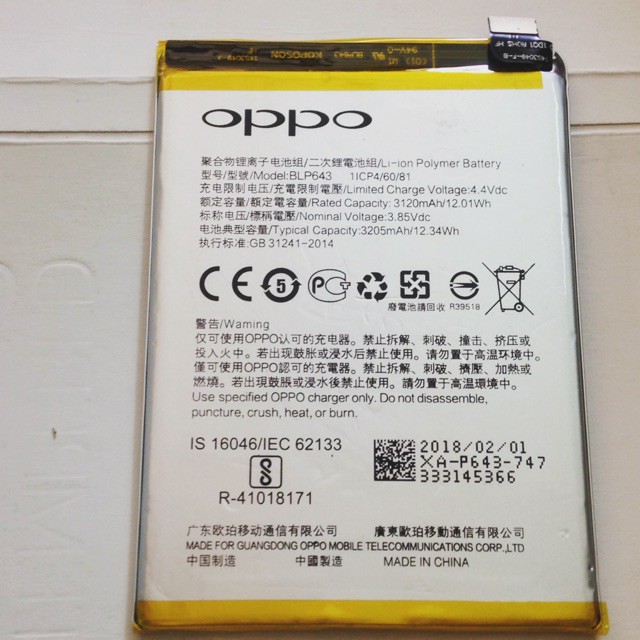 oppo
聚合物锂离子电池组/二次鋰電池組/Li-ion Polymer Battery
型号/型號/Model:BLP643 1ICP4/60/81
充电限制电压/充電限制電壓/Limited Charge Voltage:4.4Vdc
额定容量/額定電容量/Rated Capacity: 3120mAh/12.01Wh
标称电压/標稱電壓/Nominal Voltage:3.85Vdc
电池典型容量/Typical Capacity:3205mAh/12.34Wh
执行标准:GB 31241-2014
CE 5 PC
廢電池請回收 R39518
警告/Warning
仅可使用OPPO认可的充电器。禁止拆解、刺破、撞击、挤压或
投入火中。若出现鼓胀或浸水后禁止使用。请勿置于高温环境中。
僅可使用OPPO認可的充電器。禁止拆解、刺破、擠壓、加熱或
燃燒。若出現鼓脹或浸水後禁止使用。請勿置於高溫環境中。
Use specified OPPO charger only. Do not disassemble,
puncture, crush, heat, or burn.
IS 16046/IEC 62133
R-41018171
2018/02/01
XA-P643-747
333145366
广东欧珀移动通信有限公司 廣東歐珀移動通信有限公司
MADE FOR GUANGDONG OPPO MOBILE TELECOMMUNICATIONS CORP.,LTD
中国制造 中國製造 MADE IN CHINA